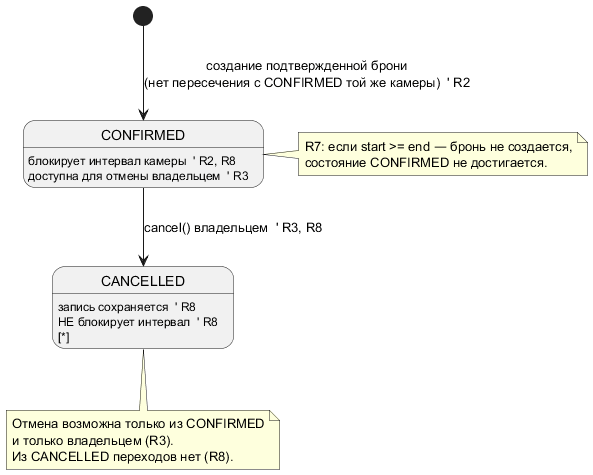 создание подтвержденной брони
(нет пересечения с CONFIRMED той же камеры)  ' R2
CONFIRMED
блокирует интервал камеры  ' R2, R8
доступна для отмены владельцем  ' R3
R7: если start >= end — бронь не создается,
состояние CONFIRMED не достигается.
cancel() владельцем  ' R3, R8
CANCELLED
запись сохраняется  ' R8
НЕ блокирует интервал  ' R8
[*]
Отмена возможна только из CONFIRMED
и только владельцем (R3).
Из CANCELLED переходов нет (R8).